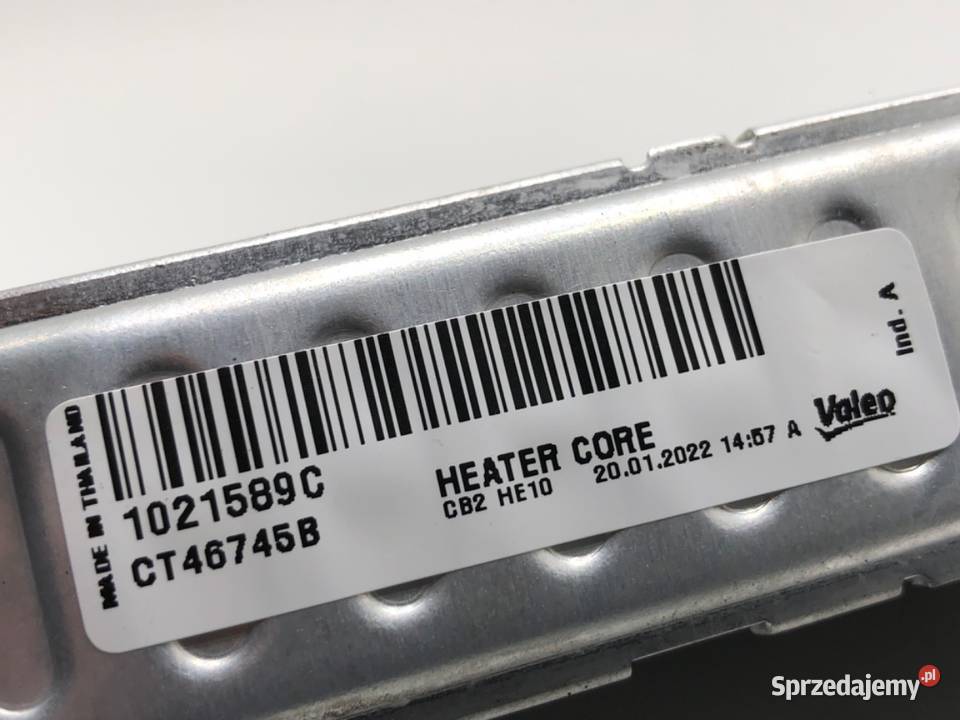 MADE IN THAILAND
1021589C
CT46745B
HEATER CORE
CB2 HE10
20.01.2022 14:57 A
Valeo
Ind. A
Sprzedajemy.pl